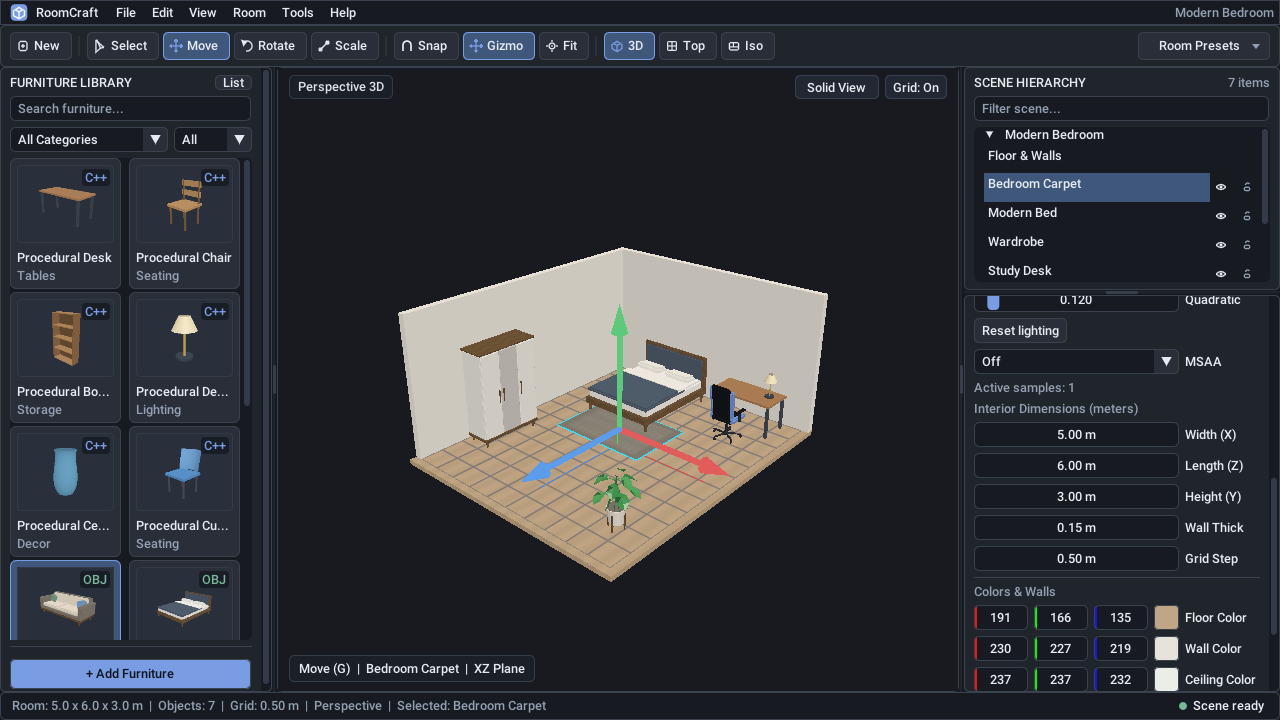 RoomCraft File Edit View Room Tools Help Modern Bedroom
New Select Move Rotate Scale Snap Gizmo Fit 3D Top Iso Room Presets
FURNITURE LIBRARY List
Search furniture...
All Categories All
C++ C++
Procedural Desk Procedural Chair
Tables Seating
C++ C++
Procedural Bo... Procedural De...
Storage Lighting
C++ C++
Procedural Ce... Procedural Cu...
Decor Seating
OBJ OBJ
+ Add Furniture
Perspective 3D Solid View Grid: On
Move (G) | Bedroom Carpet | XZ Plane
SCENE HIERARCHY 7 items
Filter scene...
Modern Bedroom
Floor & Walls
Bedroom Carpet
Modern Bed
Wardrobe
Study Desk
0.120 Quadratic
Reset lighting
Off MSAA
Active samples: 1
Interior Dimensions (meters)
5.00 m Width (X)
6.00 m Length (Z)
3.00 m Height (Y)
0.15 m Wall Thick
0.50 m Grid Step
Colors & Walls
191 166 135 Floor Color
230 227 219 Wall Color
237 237 232 Ceiling Color
Room: 5.0 x 6.0 x 3.0 m | Objects: 7 | Grid: 0.50 m | Perspective | Selected: Bedroom Carpet Scene ready